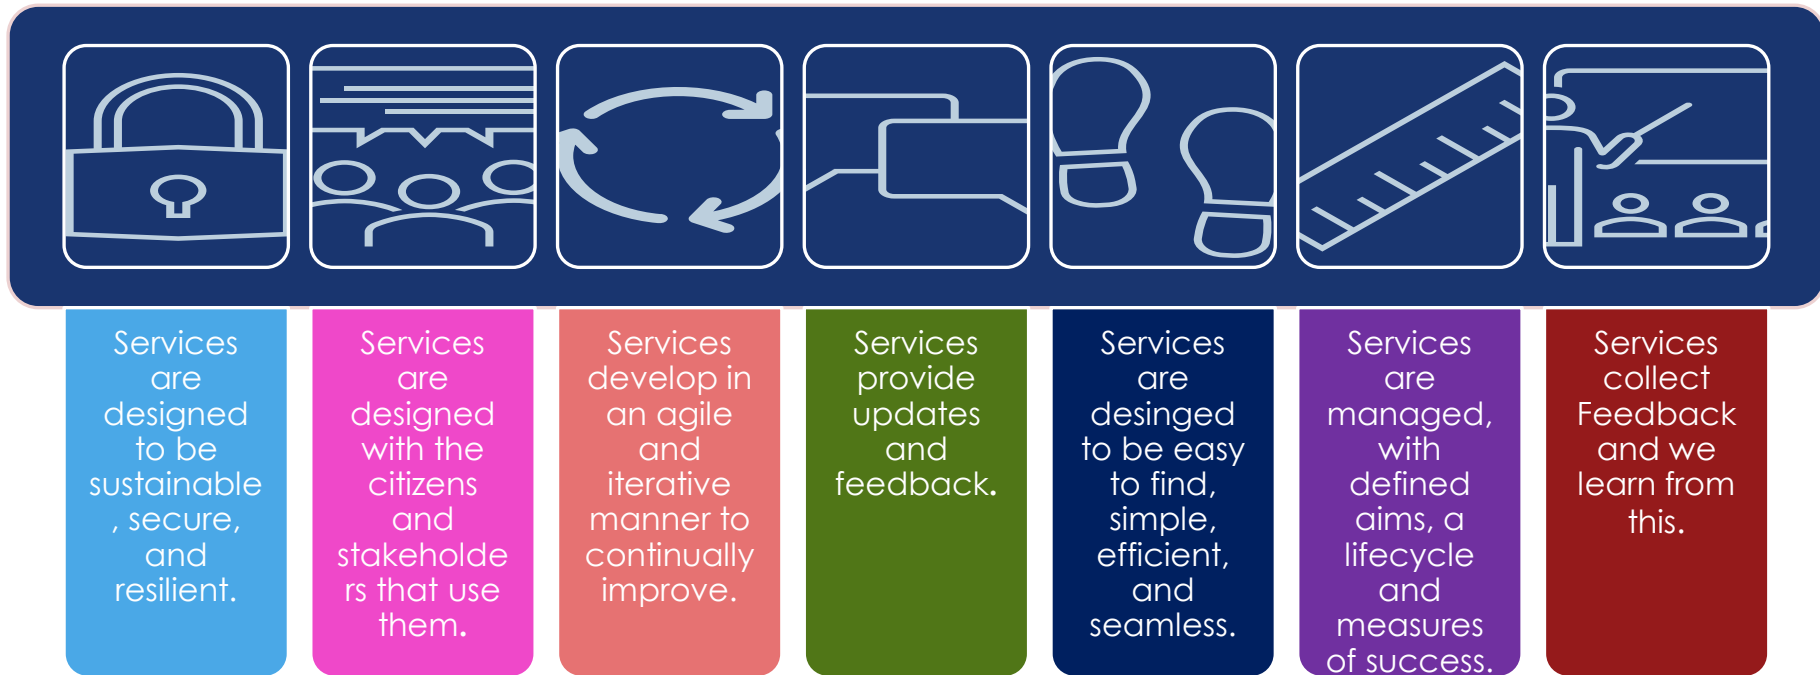 Services
are
designed
to be
sustainable
, secure,
and
resilient.
Services
are
designed
with the
citizens
and
stakeholde
rs that use
them.
Services
develop in
an agile
and
iterative
manner to
continually
improve.
Services
provide
updates
and
feedback.
Services
are
desinged
to be easy
to find,
simple,
efficient,
and
seamless.
Services
are
managed,
with
defined
aims, a
lifecycle
and
measures
of success.
Services
collect
Feedback
and we
learn from
this.